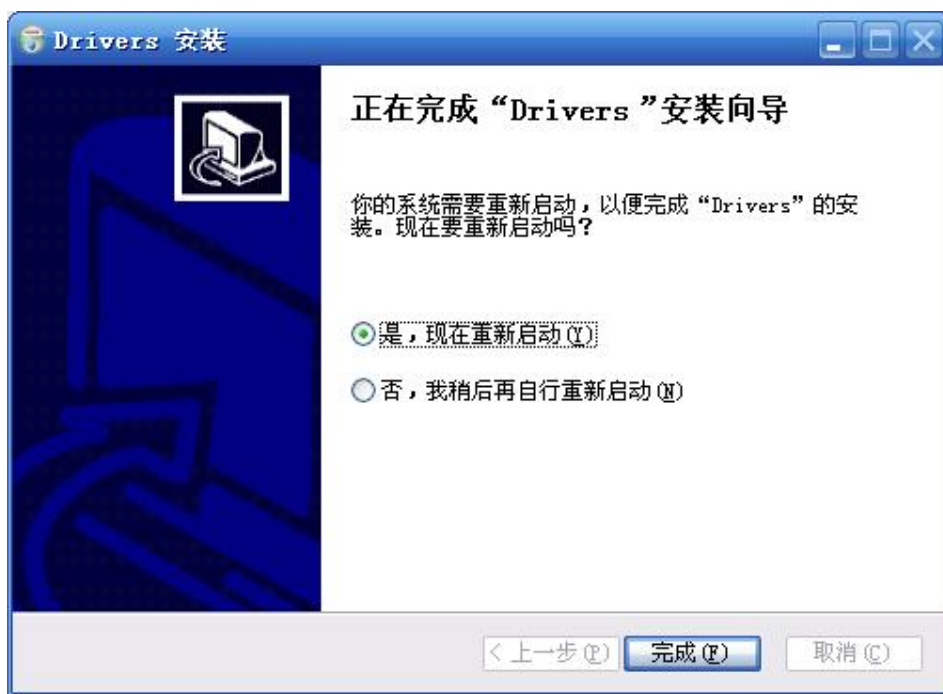 Drivers 安装
正在完成“Drivers ”安装向导
你的系统需要重新启动，以便完成“Drivers”的安
装。现在要重新启动吗？
是，现在重新启动(Y)
否，我稍后再自行重新启动(N)
< 上一步(P) 完成(F) 取消(C)